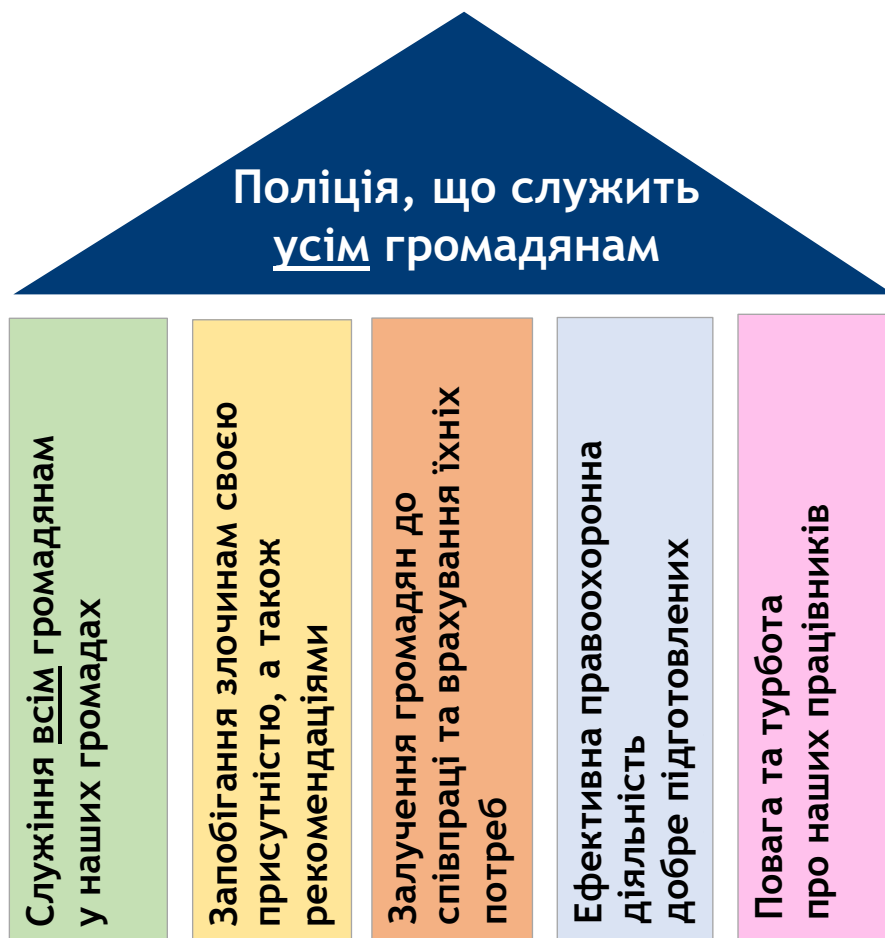 Поліція, що служить
усім громадянам
Служіння всім громадянам
у наших громадах
Запобігання злочинам своєю
присутністю, а також
рекомендаціями
Залучення громадян до
співпраці та врахування їхніх
потреб
Ефективна правоохоронна
діяльність
добре підготовлених
Повага та турбота
про наших працівників